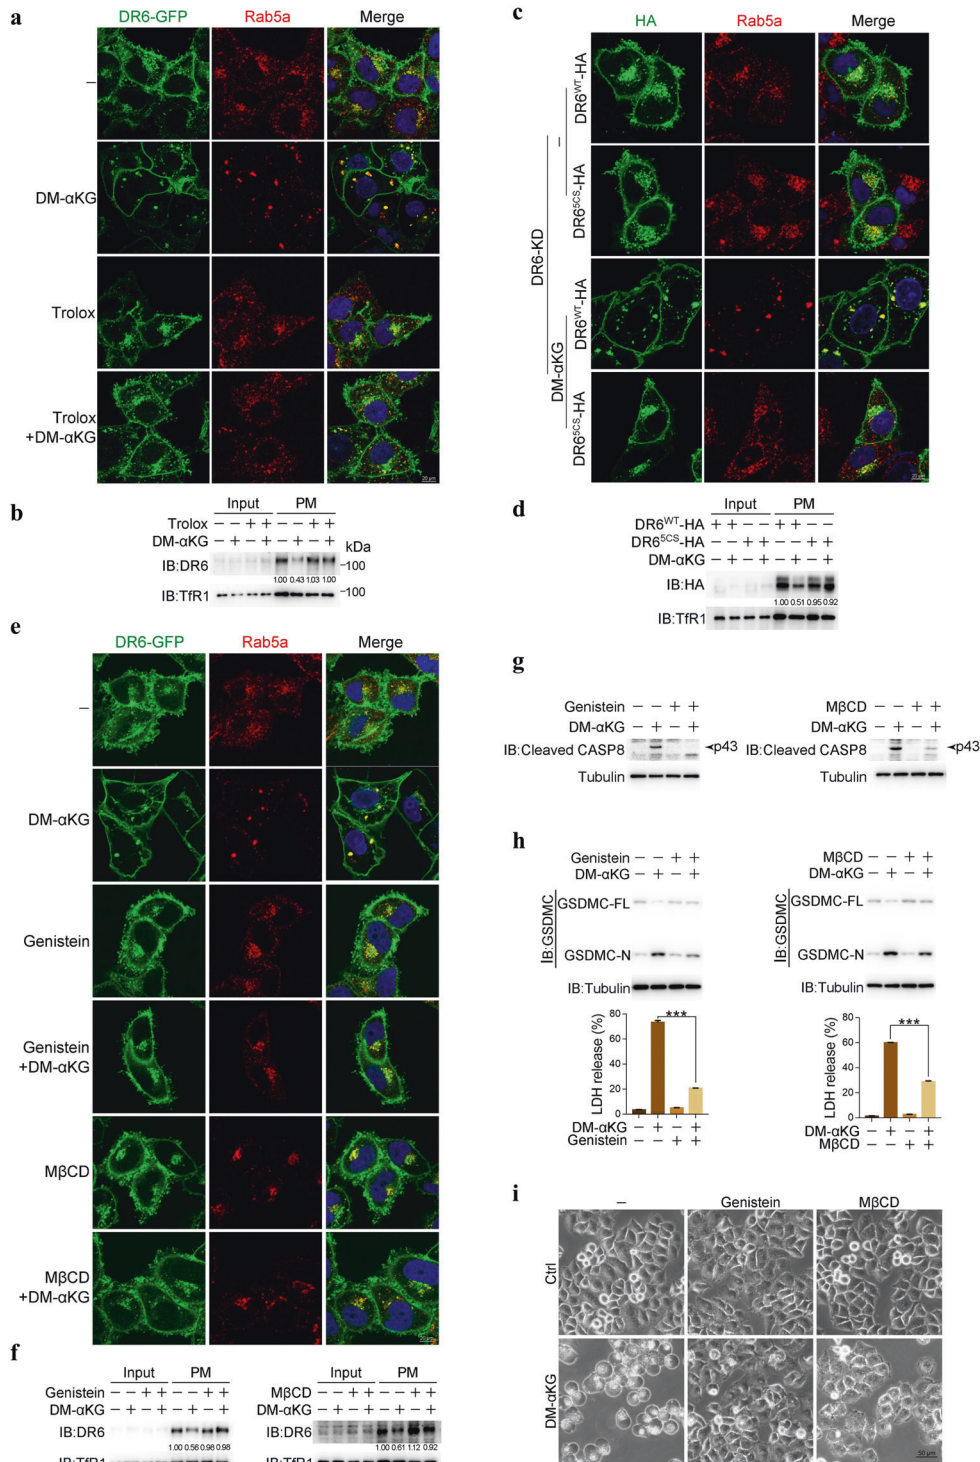 a
DR6-GFP Rab5a Merge
–
DM-αKG
Trolox
Trolox
+DM-αKG
20 μm
b
Input PM
Trolox – – + + – – + +
DM-αKG – + – + – + – + kDa
IB:DR6 –100
1.00 0.43 1.03 1.00
IB:TfR1 –100
c
HA Rab5a Merge
DR6-KD
–
DM-αKG
DR6WT-HA
DR65CS-HA
DR6WT-HA
DR65CS-HA
20 μm
d
Input PM
DR6WT-HA + + – – + + – –
DR65CS-HA – – + + – – + +
DM-αKG – + – + – + – +
IB:HA
1.00 0.51 0.95 0.92
IB:TfR1
e
DR6-GFP Rab5a Merge
–
DM-αKG
Genistein
Genistein
+DM-αKG
MβCD
MβCD
+DM-αKG
f
Input PM
Genistein – – + + – – + +
DM-αKG – + – + – + – +
IB:DR6
1.00 0.56 0.98 0.98
IB:TfR1
Input PM
MβCD – – + + – – + +
DM-αKG – + – + – + – +
IB:DR6
1.00 0.61 1.12 0.92
IB:TfR1
g
Genistein – – + +
DM-αKG – + – +
IB:Cleaved CASP8 p43
Tubulin
MβCD – – + +
DM-αKG – + – +
IB:Cleaved CASP8 p43
Tubulin
h
Genistein – – + +
DM-αKG – + – +
IB:GSDMC
GSDMC-FL
GSDMC-N
IB:Tubulin
LDH release (%)
80
60
40
20
0
***
DM-αKG – + – +
Genistein – – + +
MβCD – – + +
DM-αKG – + – +
IB:GSDMC
GSDMC-FL
GSDMC-N
IB:Tubulin
LDH release (%)
80
60
40
20
0
***
DM-αKG – + – +
MβCD – – + +
i
– Genistein MβCD
Ctrl
DM-αKG
50 μm